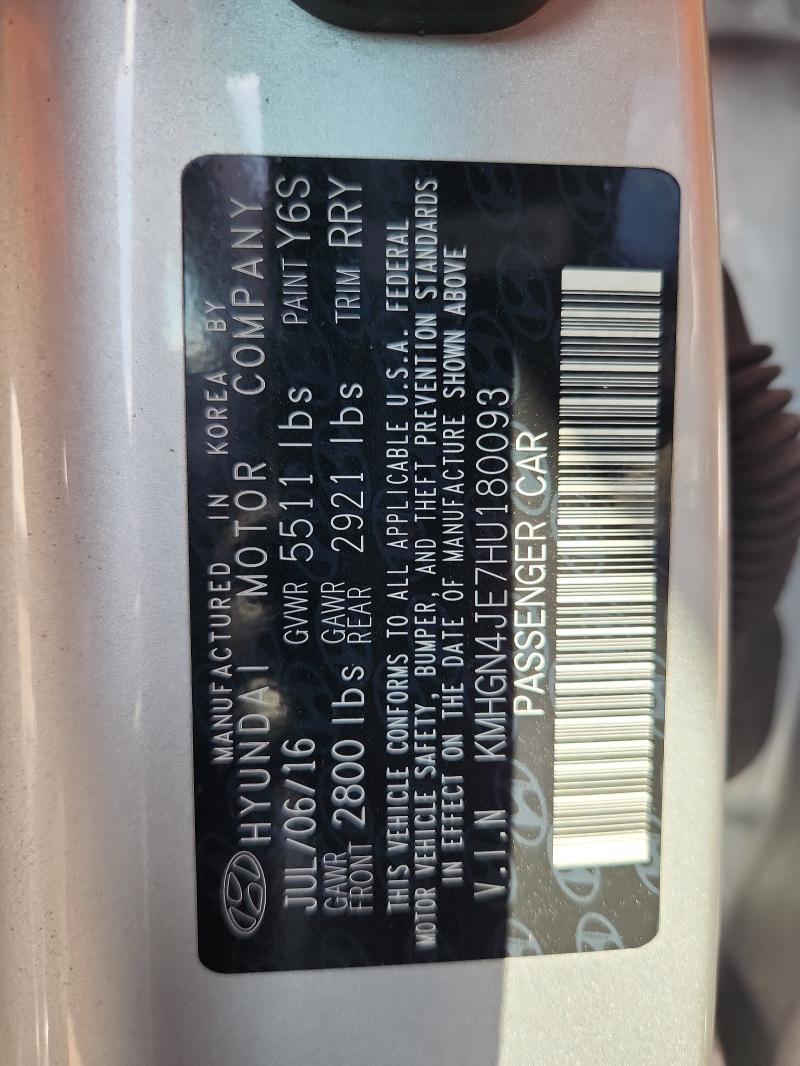 MANUFACTURED IN KOREA BY
HYUNDAI MOTOR COMPANY
JUL/06/16 GVWR 5511 lbs PAINT Y6S
GAWR FRONT 2800 lbs GAWR REAR 2921 lbs TRIM RRY
THIS VEHICLE CONFORMS TO ALL APPLICABLE U.S.A. FEDERAL
MOTOR VEHICLE SAFETY, BUMPER, AND THEFT PREVENTION STANDARDS
IN EFFECT ON THE DATE OF MANUFACTURE SHOWN ABOVE
V.I.N KMHGN4JE7HU180093
PASSENGER CAR